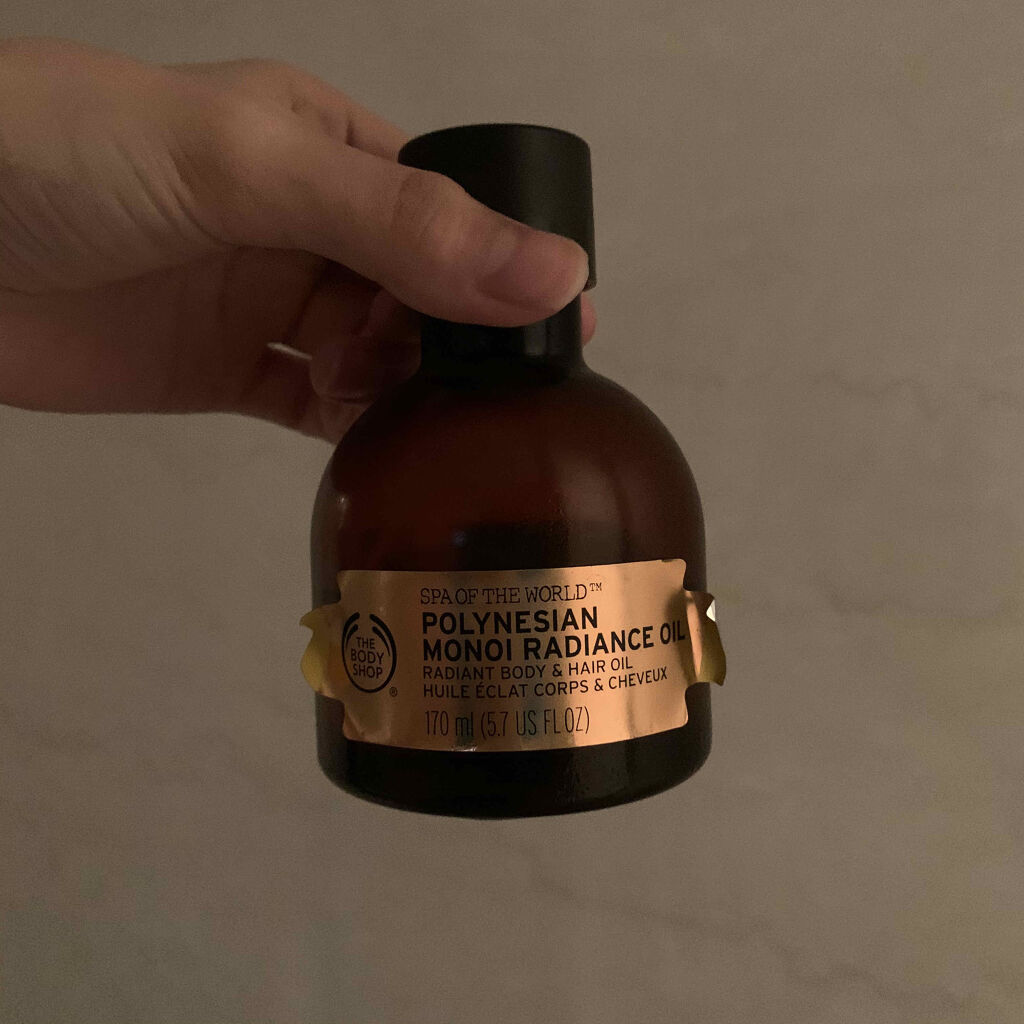 SPA OF THE WORLD™
POLYNESIAN
MONOI RADIANCE OIL
RADIANT BODY & HAIR OIL
HUILE ÉCLAT CORPS & CHEVEUX
170 ml (5.7 US FL OZ)
THE
BODY
SHOP
®